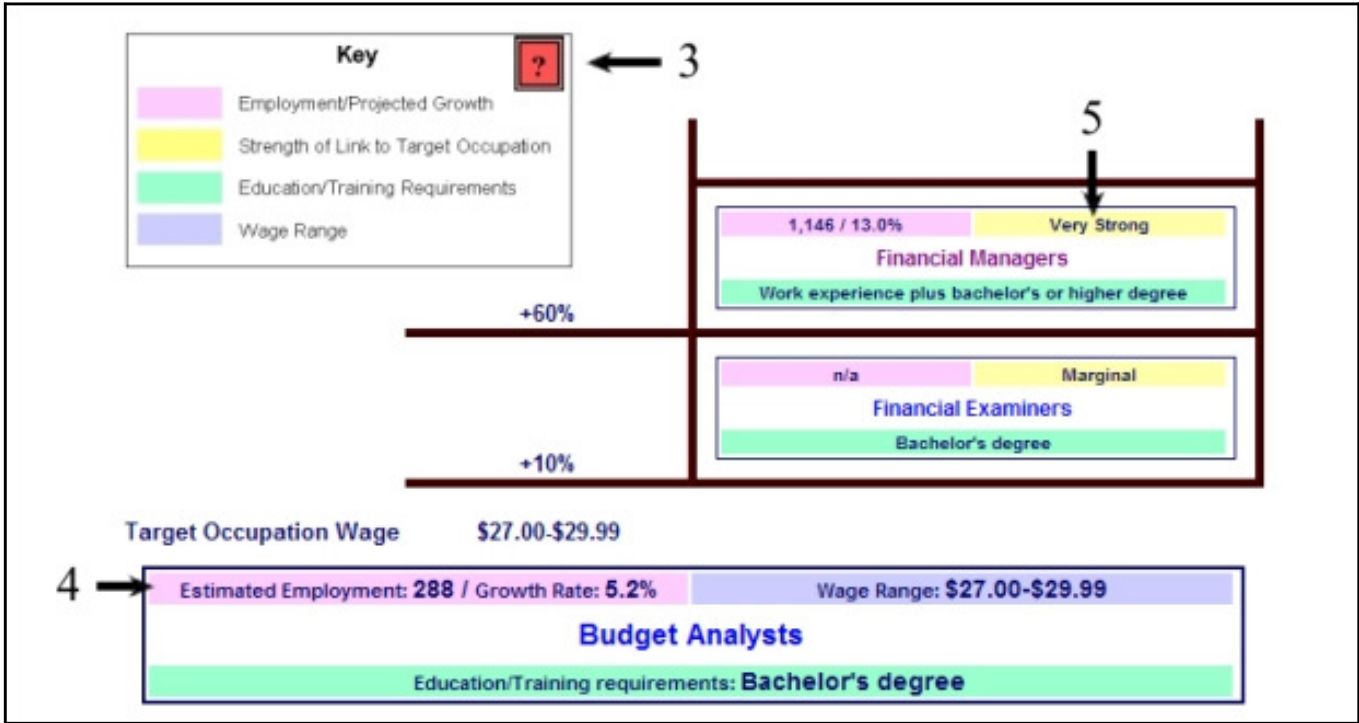 Key
?
3
Employment/Projected Growth
Strength of Link to Target Occupation
Education/Training Requirements
Wage Range
5
1,146 / 13.0% Very Strong
Financial Managers
Work experience plus bachelor's or higher degree
+60%
n/a Marginal
Financial Examiners
Bachelor's degree
+10%
Target Occupation Wage $27.00-$29.99
4
Estimated Employment: 288 / Growth Rate: 5.2% Wage Range: $27.00-$29.99
Budget Analysts
Education/Training requirements: Bachelor's degree